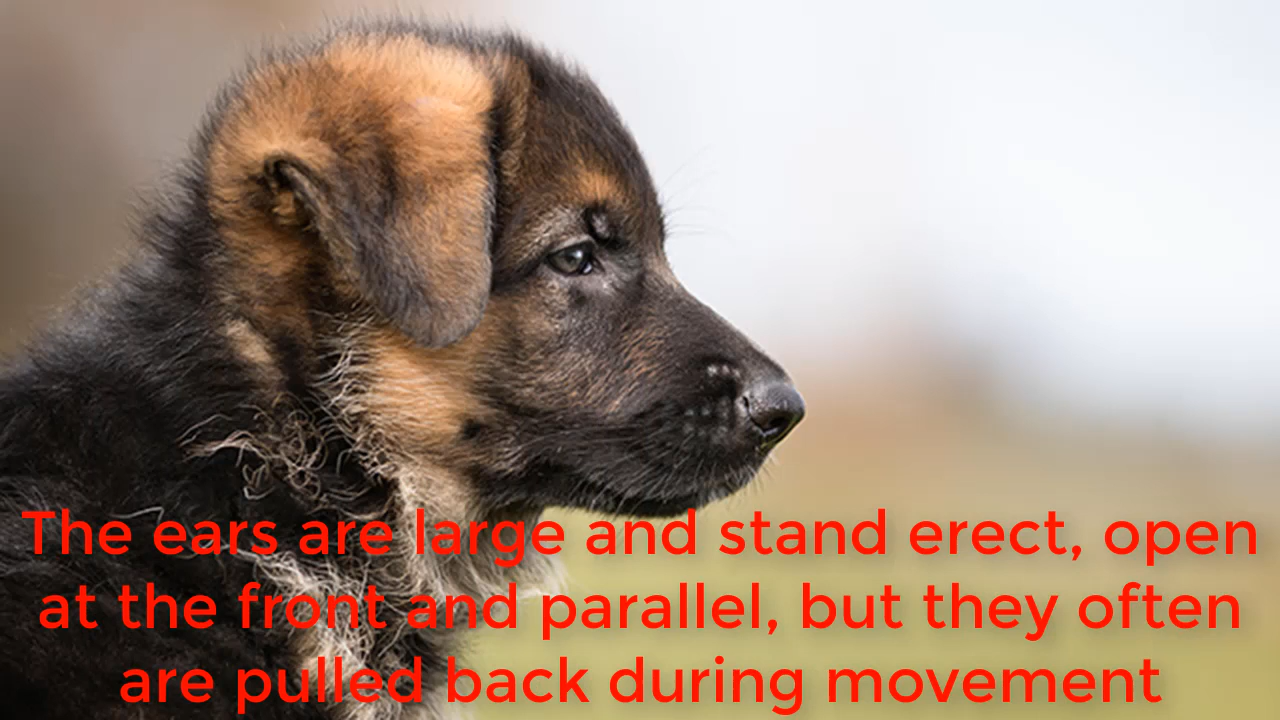 The ears are large and stand erect, open
at the front and parallel, but they often
are pulled back during movement